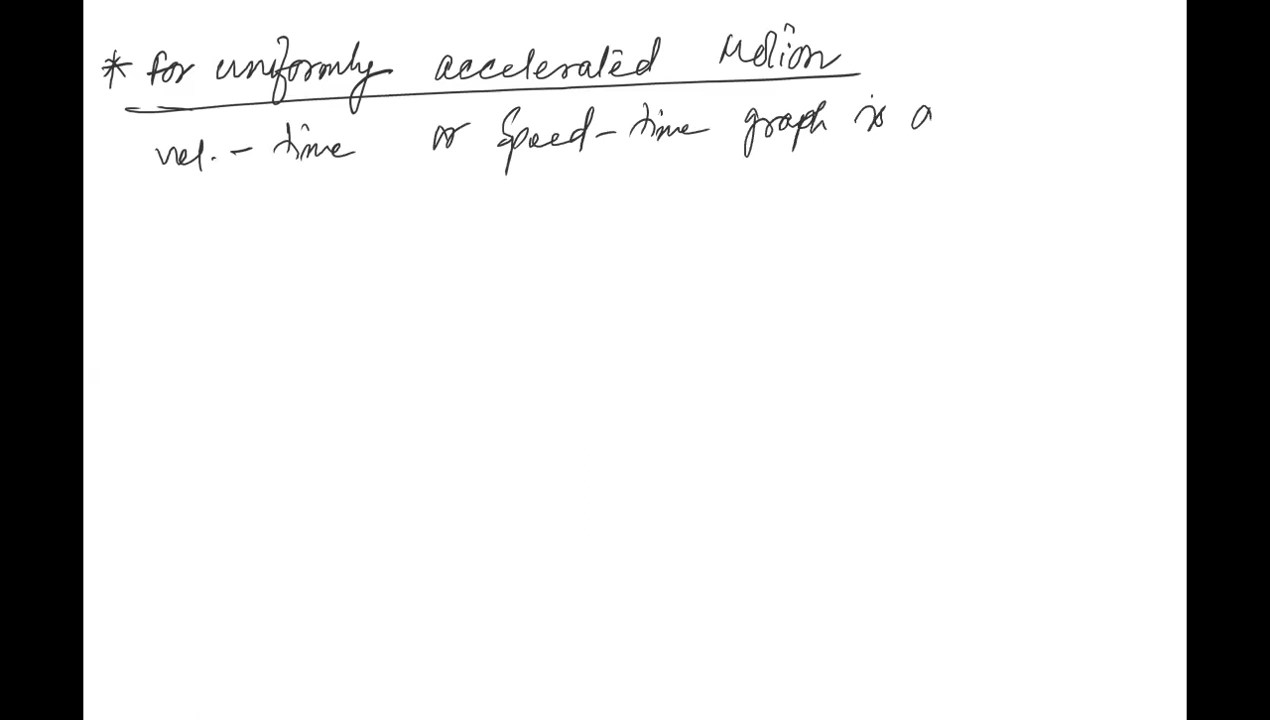 * for uniformly accelerated Motion
vel. - time or Speed - time graph is a